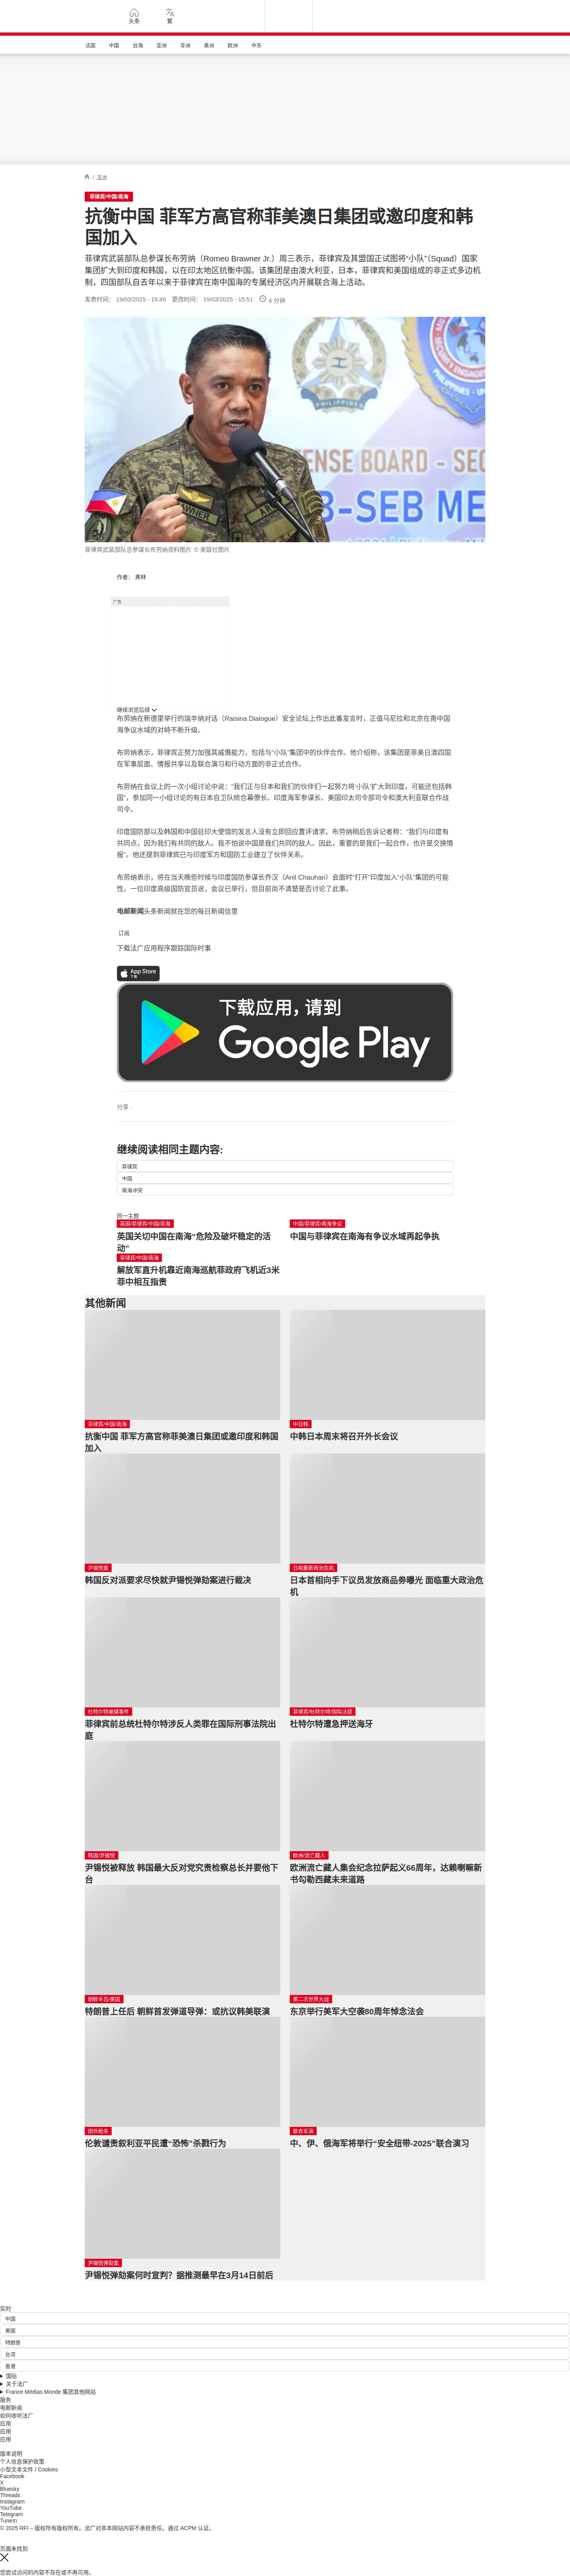 头条
繁
法国
中国
台海
亚洲
非洲
美洲
欧洲
中东
/ 亚洲
菲律宾/中国/南海
抗衡中国 菲军方高官称菲美澳日集团或邀印度和韩
国加入
菲律宾武装部队总参谋长布劳纳（Romeo Brawner Jr.）周三表示，菲律宾及其盟国正试图将“小队”（Squad）国家
集团扩大到印度和韩国，以在印太地区抗衡中国。该集团是由澳大利亚，日本，菲律宾和美国组成的非正式多边机
制，四国部队自去年以来于菲律宾在南中国海的专属经济区内开展联合海上活动。
发表时间： 19/03/2025 - 15:49 更改时间： 19/03/2025 - 15:51 4 分钟
PHILIPPINES
ENSE BOARD - SEC
3-SEB ME
菲律宾武装部队总参谋长布劳纳资料图片 © 美联社图片
作者： 弗林
广告
继续浏览后续
布劳纳在新德里举行的瑞辛纳对话（Raisina Dialogue）安全论坛上作出此番发言时，正值马尼拉和北京在南中国
海争议水域的对峙不断升级。
布劳纳表示，菲律宾正努力加强其威慑能力，包括与“小队”集团中的伙伴合作。他介绍称，该集团是菲美日澳四国
在军事层面、情报共享以及联合演习和行动方面的非正式合作。
布劳纳在会议上的一次小组讨论中说：“我们正与日本和我们的伙伴们一起努力将‘小队’扩大到印度，可能还包括韩
国”，参加同一小组讨论的有日本自卫队统合幕僚长、印度海军参谋长、美国印太司令部司令和澳大利亚联合作战
司令。
印度国防部以及韩国和中国驻印大使馆的发言人没有立即回应置评请求。布劳纳稍后告诉记者称：“我们与印度有
共同点，因为我们有共同的敌人。我不怕说中国是我们共同的敌人。因此，重要的是我们一起合作，也许是交换情
报”。他还提到菲律宾已与印度军方和国防工业建立了伙伴关系。
布劳纳表示，将在当天晚些时候与印度国防参谋长乔汉（Anil Chauhan）会面时“打开”印度加入“小队”集团的可能
性。一位印度高级国防官员说，会议已举行，但目前尚不清楚是否讨论了此事。
电邮新闻头条新闻就在您的每日新闻信里
订阅
下载法广应用程序跟踪国际时事
App Store
下载
下载应用，请到
Google Play
分享 :
继续阅读相同主题内容:
菲律宾
中国
南海冲突
同一主题
英国/菲律宾/中国/南海
英国关切中国在南海“危险及破坏稳定的活
动”
中国/菲律宾/南海争议
中国与菲律宾在南海有争议水域再起争执
菲律宾/中国/南海
解放军直升机靠近南海巡航菲政府飞机近3米
菲中相互指责
其他新闻
菲律宾/中国/南海
抗衡中国 菲军方高官称菲美澳日集团或邀印度和韩国
加入
中日韩
中韩日本周末将召开外长会议
尹锡悦案
韩国反对派要求尽快就尹锡悦弹劾案进行裁决
日相最新政治危机
日本首相向手下议员发放商品券曝光 面临重大政治危
机
杜特尔特被捕事件
菲律宾前总统杜特尔特涉反人类罪在国际刑事法院出
庭
菲律宾/杜特尔特/国际法庭
杜特尔特遭急押送海牙
韩国/尹锡悦
尹锡悦被释放 韩国最大反对党究责检察总长并要他下
台
欧洲/流亡藏人
欧洲流亡藏人集会纪念拉萨起义66周年，达赖喇嘛新
书勾勒西藏未来道路
朝鲜半岛/美国
特朗普上任后 朝鲜首发弹道导弹：或抗议韩美联演
第二次世界大战
东京举行美军大空袭80周年悼念法会
团伙枪杀
伦敦谴责叙利亚平民遭“恐怖”杀戮行为
联合军演
中、伊、俄海军将举行“安全纽带-2025”联合演习
尹锡悦弹劾案
尹锡悦弹劾案何时宣判？据推测最早在3月14日前后
实时
中国
美国
特朗普
台湾
香港
国际
关于法广
France Médias Monde 集团其他网站
服务
电邮新闻
如何收听法广
应用
应用
应用
版本说明
个人信息保护政策
小型文本文件 / Cookies
Facebook
X
Bluesky
Threads
Instagram
YouTube
Telegram
TuneIn
© 2025 RFI – 版权所有版权所有。法广对非本网站内容不承担责任。通过 ACPM 认证。
页面未找到
您尝试访问的内容不存在或不再可用。